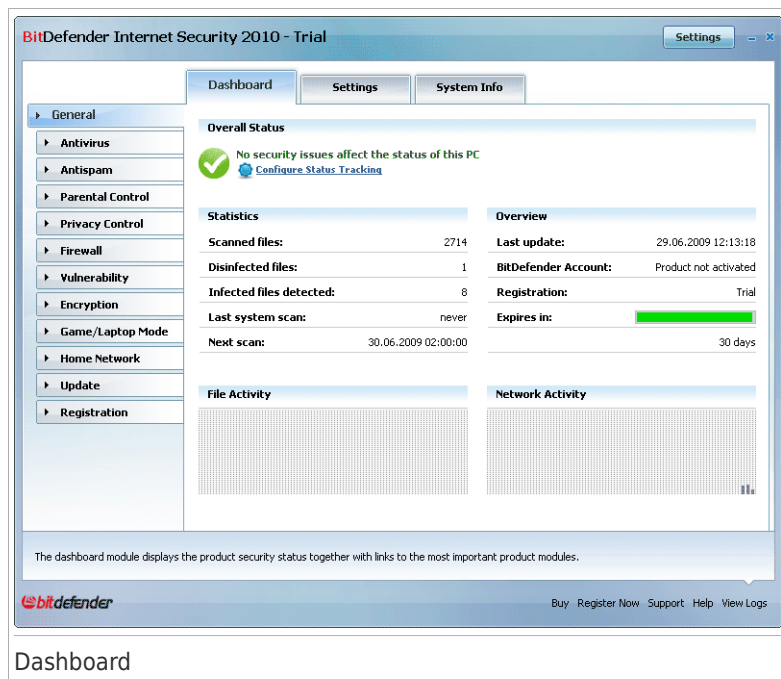 BitDefender Internet Security 2010 - Trial
Settings
Dashboard
Settings
System Info
General
Antivirus
Antispam
Parental Control
Privacy Control
Firewall
Vulnerability
Encryption
Game/Laptop Mode
Home Network
Update
Registration
Overall Status
No security issues affect the status of this PC
Configure Status Tracking
Statistics
Scanned files: 2714
Disinfected files: 1
Infected files detected: 8
Last system scan: never
Next scan: 30.06.2009 02:00:00
Overview
Last update: 29.06.2009 12:13:18
BitDefender Account: Product not activated
Registration: Trial
Expires in:
30 days
File Activity
Network Activity
The dashboard module displays the product security status together with links to the most important product modules.
bitdefender
Buy Register Now Support Help View Logs
Dashboard